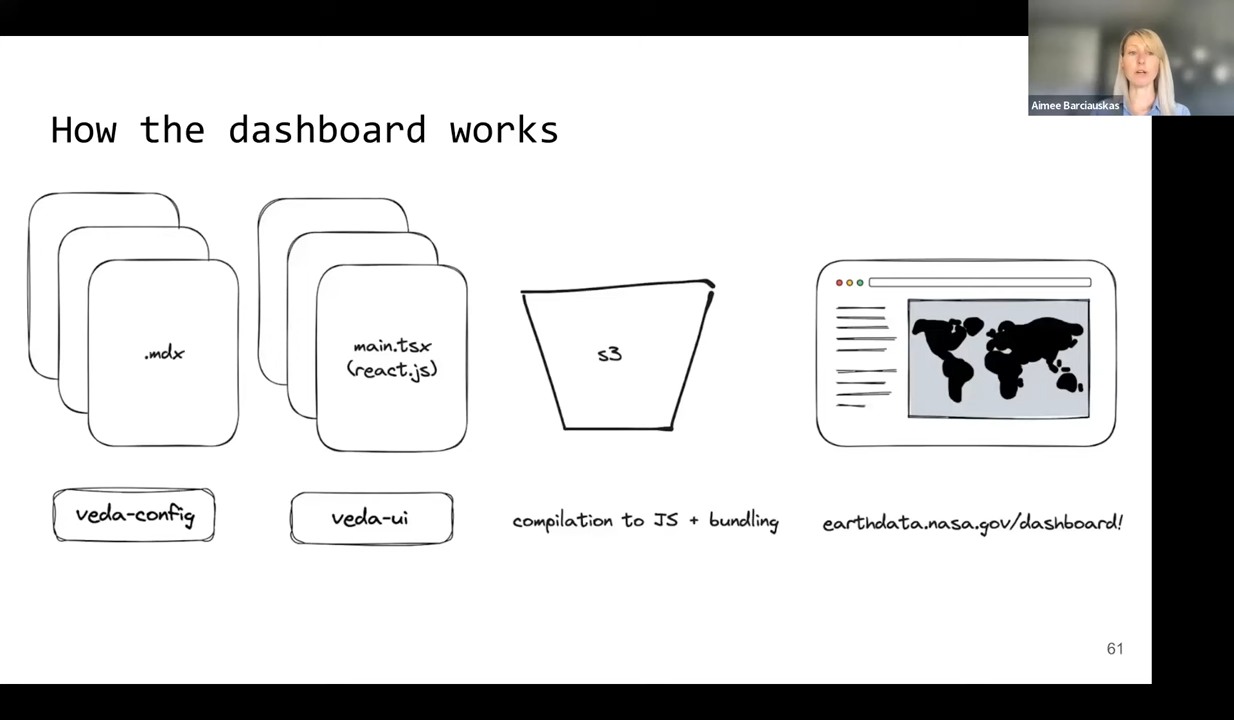 Aimee Barciauskas
How the dashboard works
.mdx
main.tsx
(react.js)
s3
veda-config
veda-ui
compilation to JS + bundling
earthdata.nasa.gov/dashboard!
61